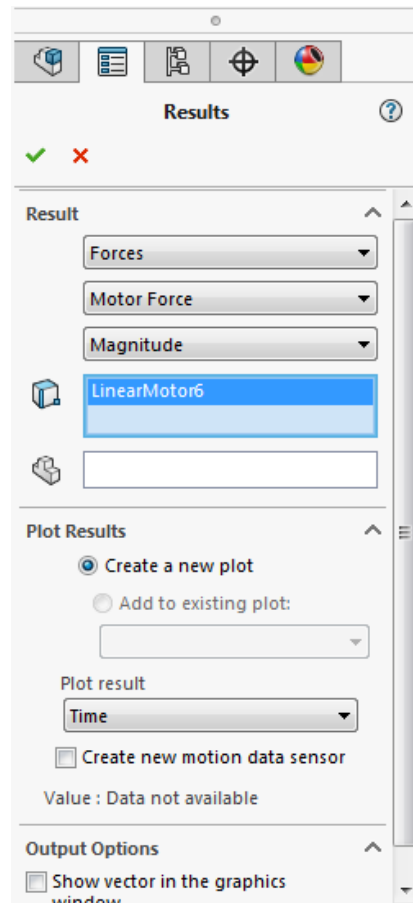 Results
Result
Forces
Motor Force
Magnitude
LinearMotor6
Plot Results
Create a new plot
Add to existing plot:
Plot result
Time
Create new motion data sensor
Value : Data not available
Output Options
Show vector in the graphics
window